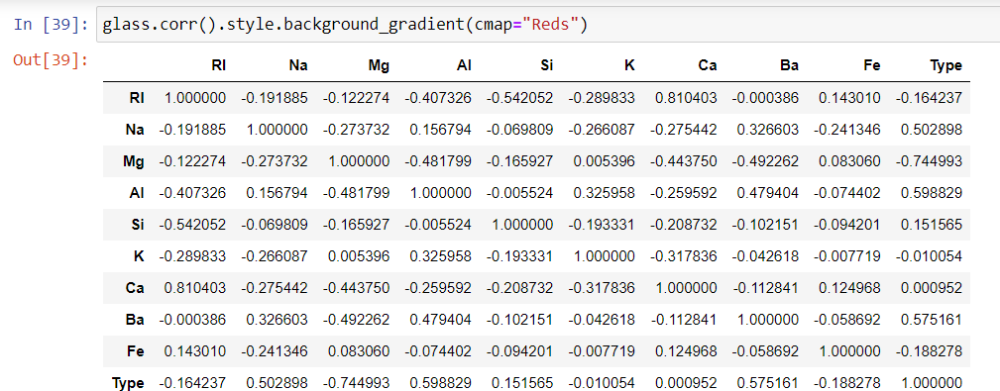 In [39]: glass.corr().style.background_gradient(cmap="Reds")
Out[39]:
RI Na Mg Al Si K Ca Ba Fe Type
RI 1.000000 -0.191885 -0.122274 -0.407326 -0.542052 -0.289833 0.810403 -0.000386 0.143010 -0.164237
Na -0.191885 1.000000 -0.273732 0.156794 -0.069809 -0.266087 -0.275442 0.326603 -0.241346 0.502898
Mg -0.122274 -0.273732 1.000000 -0.481799 -0.165927 0.005396 -0.443750 -0.492262 0.083060 -0.744993
Al -0.407326 0.156794 -0.481799 1.000000 -0.005524 0.325958 -0.259592 0.479404 -0.074402 0.598829
Si -0.542052 -0.069809 -0.165927 -0.005524 1.000000 -0.193331 -0.208732 -0.102151 -0.094201 0.151565
K -0.289833 -0.266087 0.005396 0.325958 -0.193331 1.000000 -0.317836 -0.042618 -0.007719 -0.010054
Ca 0.810403 -0.275442 -0.443750 -0.259592 -0.208732 -0.317836 1.000000 -0.112841 0.124968 0.000952
Ba -0.000386 0.326603 -0.492262 0.479404 -0.102151 -0.042618 -0.112841 1.000000 -0.058692 0.575161
Fe 0.143010 -0.241346 0.083060 -0.074402 -0.094201 -0.007719 0.124968 -0.058692 1.000000 -0.188278
Type -0.164237 0.502898 -0.744993 0.598829 0.151565 -0.010054 0.000952 0.575161 -0.188278 1.000000